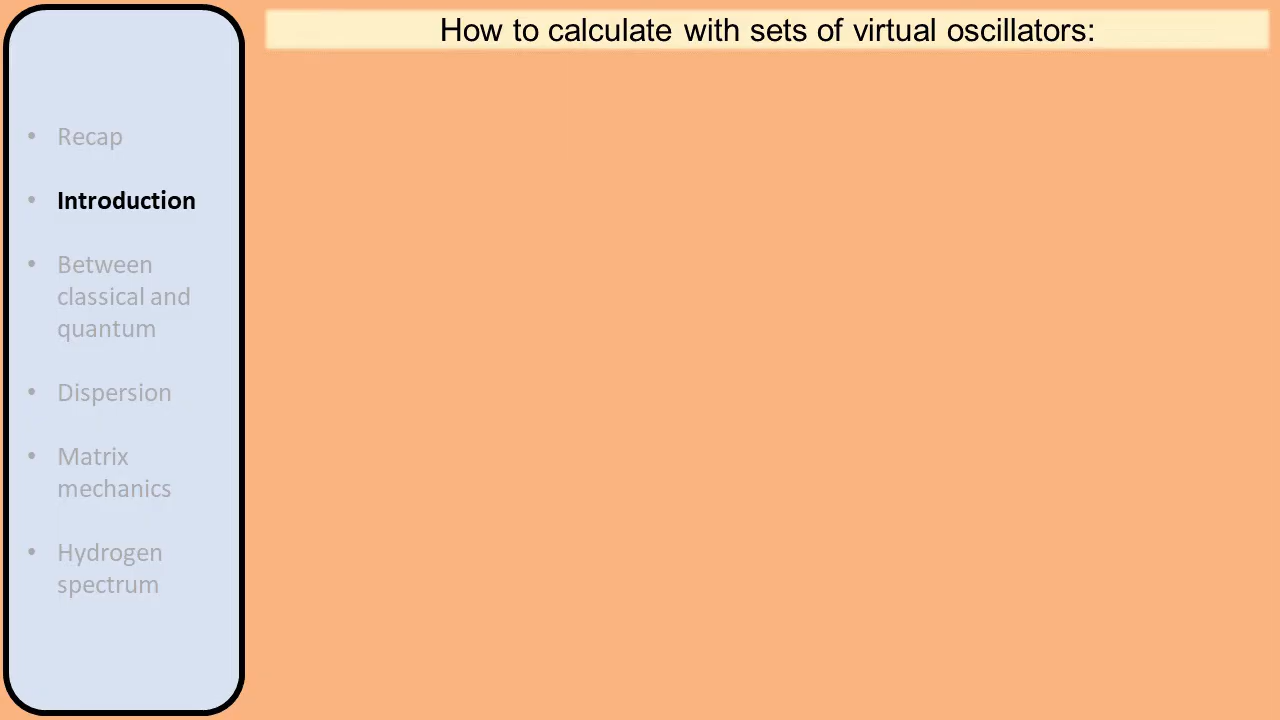 How to calculate with sets of virtual oscillators:
• Recap
• Introduction
• Between
classical and
quantum
• Dispersion
• Matrix
mechanics
• Hydrogen
spectrum